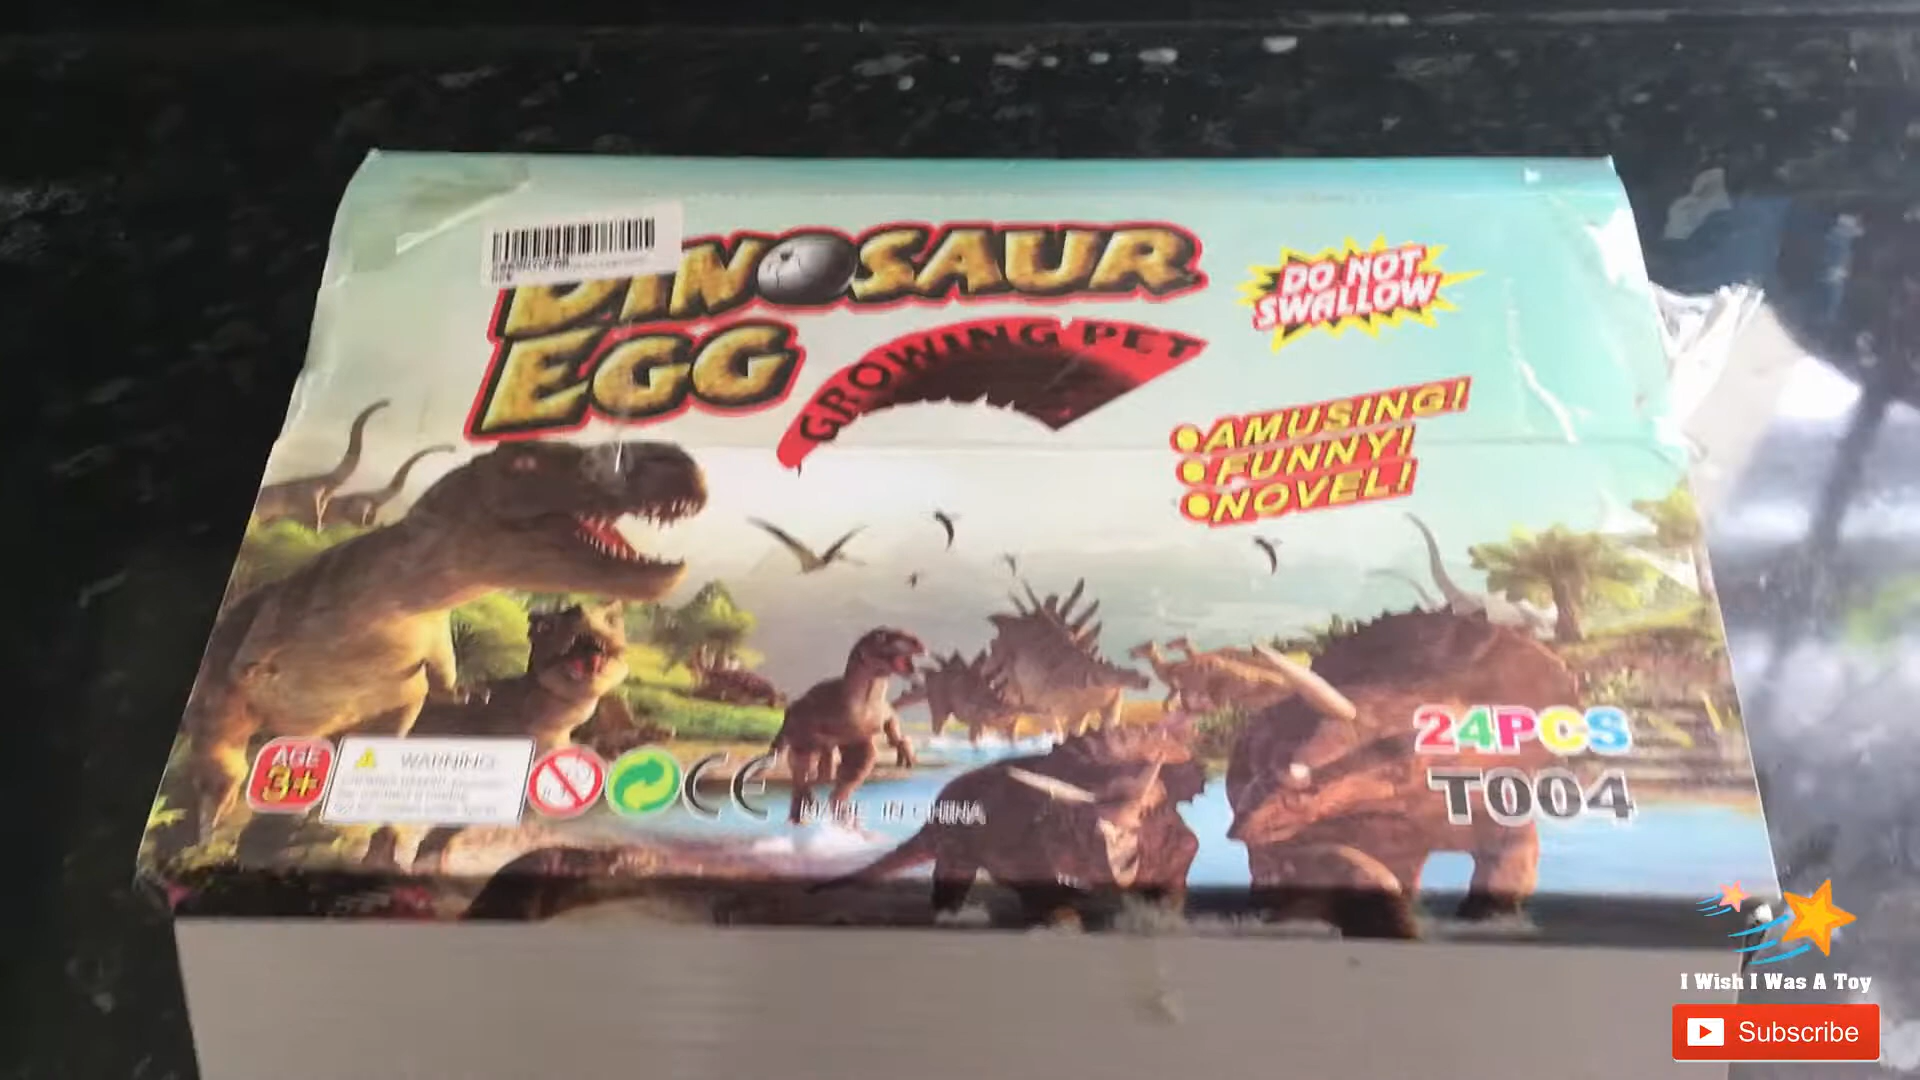 DINOSAUR
EGG
GROWING PET
DO NOT
SWALLOW
AMUSING!
FUNNY!
NOVEL!
AGE
3+
WARNING:
CE
MADE IN CHINA
24PCS
T004
I Wish I Was A Toy
Subscribe